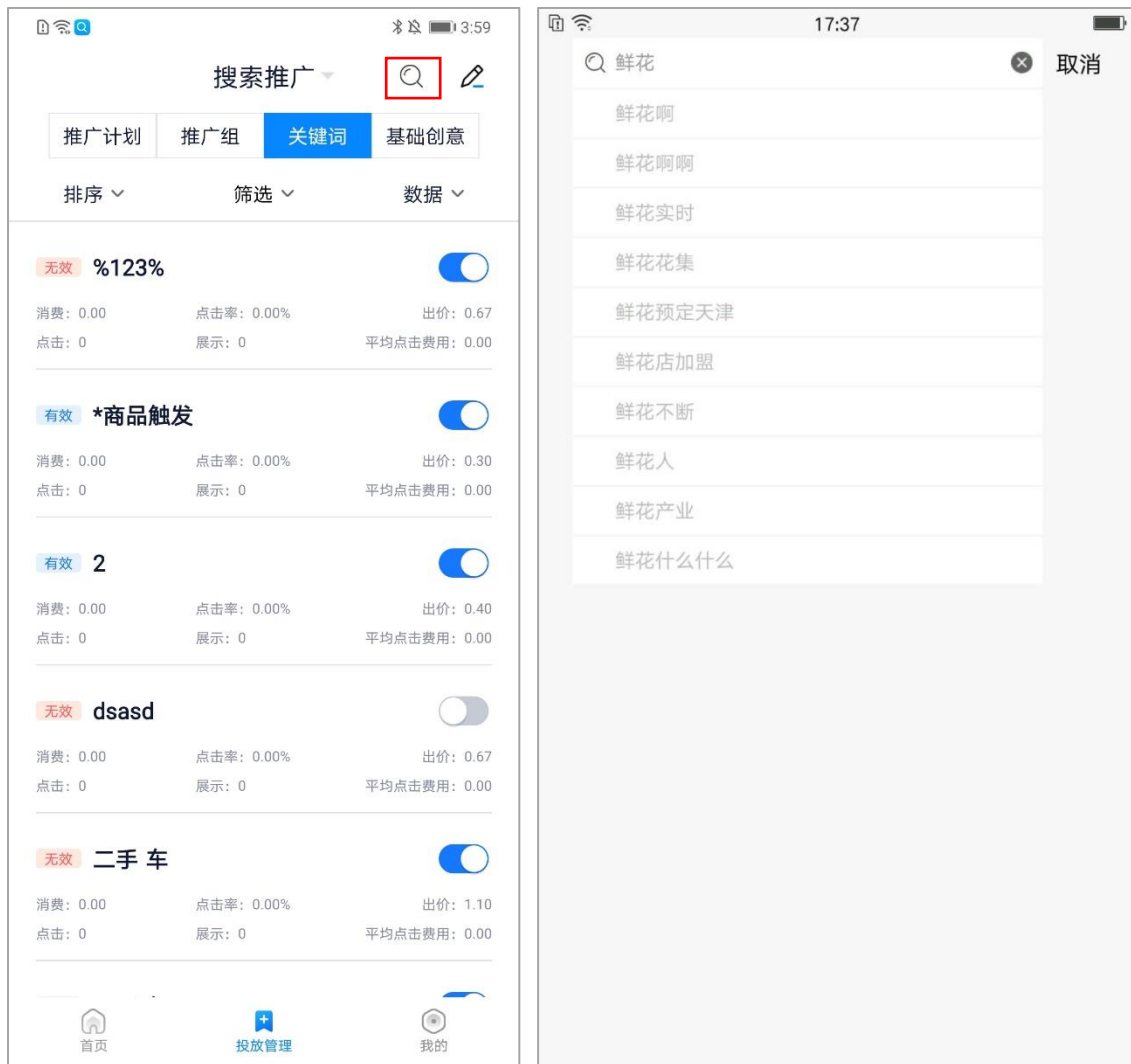 3:59
搜索推广
推广计划 推广组 关键词 基础创意
排序 筛选 数据
无效 %123%
消费：0.00 点击率：0.00% 出价：0.67
点击：0 展示：0 平均点击费用：0.00
有效 *商品触发
消费：0.00 点击率：0.00% 出价：0.30
点击：0 展示：0 平均点击费用：0.00
有效 2
消费：0.00 点击率：0.00% 出价：0.40
点击：0 展示：0 平均点击费用：0.00
无效 dsasd
消费：0.00 点击率：0.00% 出价：0.67
点击：0 展示：0 平均点击费用：0.00
无效 二手 车
消费：0.00 点击率：0.00% 出价：1.10
点击：0 展示：0 平均点击费用：0.00
首页 投放管理 我的
17:37
鲜花 取消
鲜花啊
鲜花啊啊
鲜花实时
鲜花花集
鲜花预定天津
鲜花店加盟
鲜花不断
鲜花人
鲜花产业
鲜花什么什么